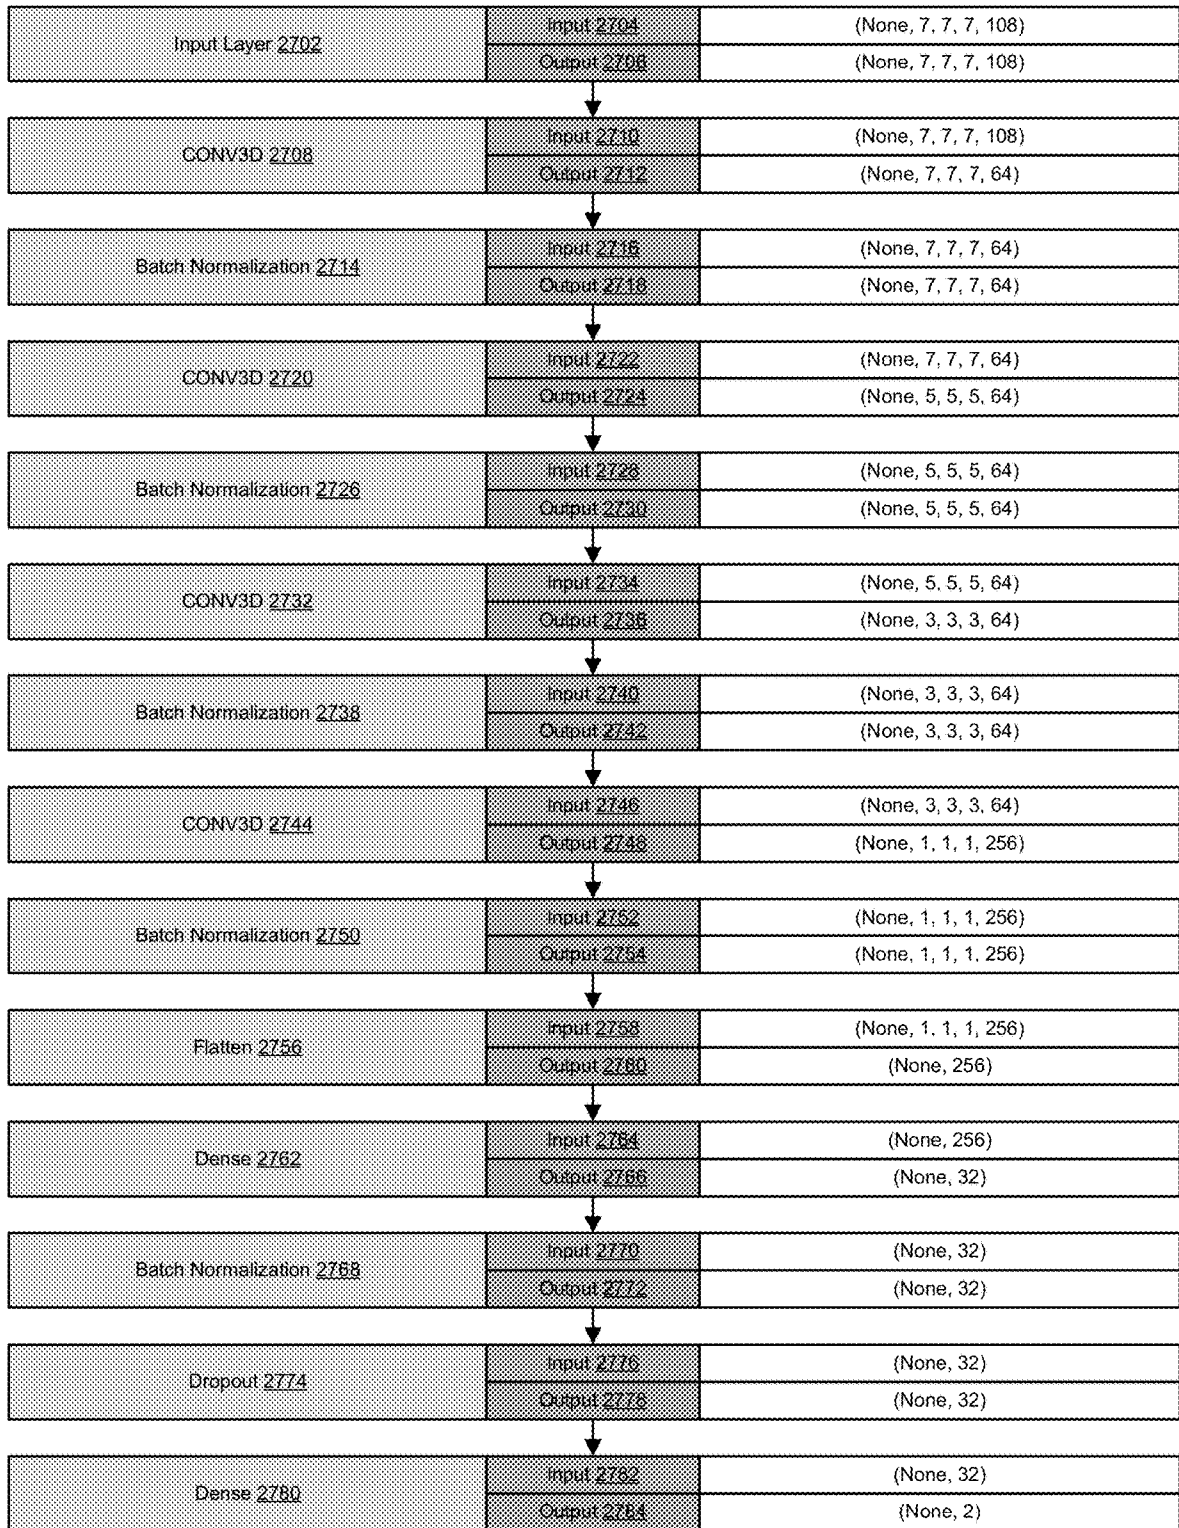 Input Layer 2702
Input 2704 (None, 7, 7, 7, 108)
Output 2706 (None, 7, 7, 7, 108)
CONV3D 2708
Input 2710 (None, 7, 7, 7, 108)
Output 2712 (None, 7, 7, 7, 64)
Batch Normalization 2714
Input 2716 (None, 7, 7, 7, 64)
Output 2718 (None, 7, 7, 7, 64)
CONV3D 2720
Input 2722 (None, 7, 7, 7, 64)
Output 2724 (None, 5, 5, 5, 64)
Batch Normalization 2726
Input 2728 (None, 5, 5, 5, 64)
Output 2730 (None, 5, 5, 5, 64)
CONV3D 2732
Input 2734 (None, 5, 5, 5, 64)
Output 2736 (None, 3, 3, 3, 64)
Batch Normalization 2738
Input 2740 (None, 3, 3, 3, 64)
Output 2742 (None, 3, 3, 3, 64)
CONV3D 2744
Input 2746 (None, 3, 3, 3, 64)
Output 2748 (None, 1, 1, 1, 256)
Batch Normalization 2750
Input 2752 (None, 1, 1, 1, 256)
Output 2754 (None, 1, 1, 1, 256)
Flatten 2756
Input 2758 (None, 1, 1, 1, 256)
Output 2760 (None, 256)
Dense 2762
Input 2764 (None, 256)
Output 2766 (None, 32)
Batch Normalization 2768
Input 2770 (None, 32)
Output 2772 (None, 32)
Dropout 2774
Input 2776 (None, 32)
Output 2778 (None, 32)
Dense 2780
Input 2782 (None, 32)
Output 2784 (None, 2)